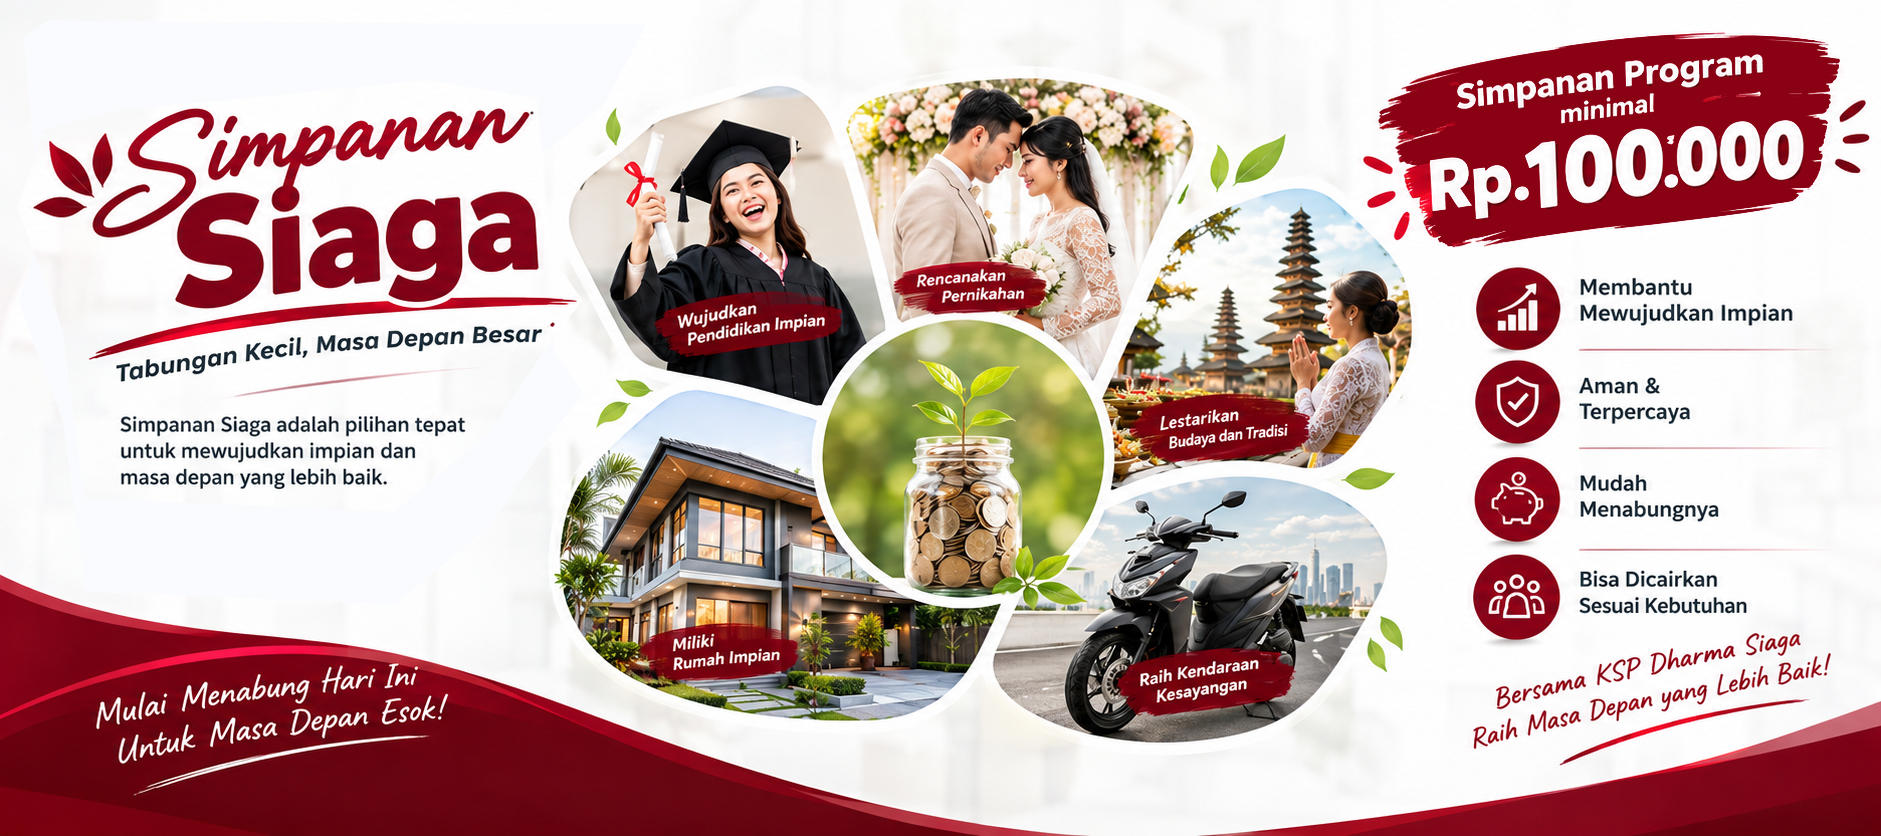 Simpanan
Siaga
Tabungan Kecil, Masa Depan Besar
Simpanan Siaga adalah pilihan tepat
untuk mewujudkan impian dan
masa depan yang lebih baik.
Mulai Menabung Hari Ini
Untuk Masa Depan Esok!
Wujudkan
Pendidikan Impian
Rencanakan
Pernikahan
Lestarikan
Budaya dan Tradisi
Miliki
Rumah Impian
Raih Kendaraan
Kesayangan
Simpanan Program
minimal
Rp.100.000
Membantu
Mewujudkan Impian
Aman &
Terpercaya
Mudah
Menabungnya
Bisa Dicairkan
Sesuai Kebutuhan
Bersama KSP Dharma Siaga
Raih Masa Depan yang Lebih Baik!